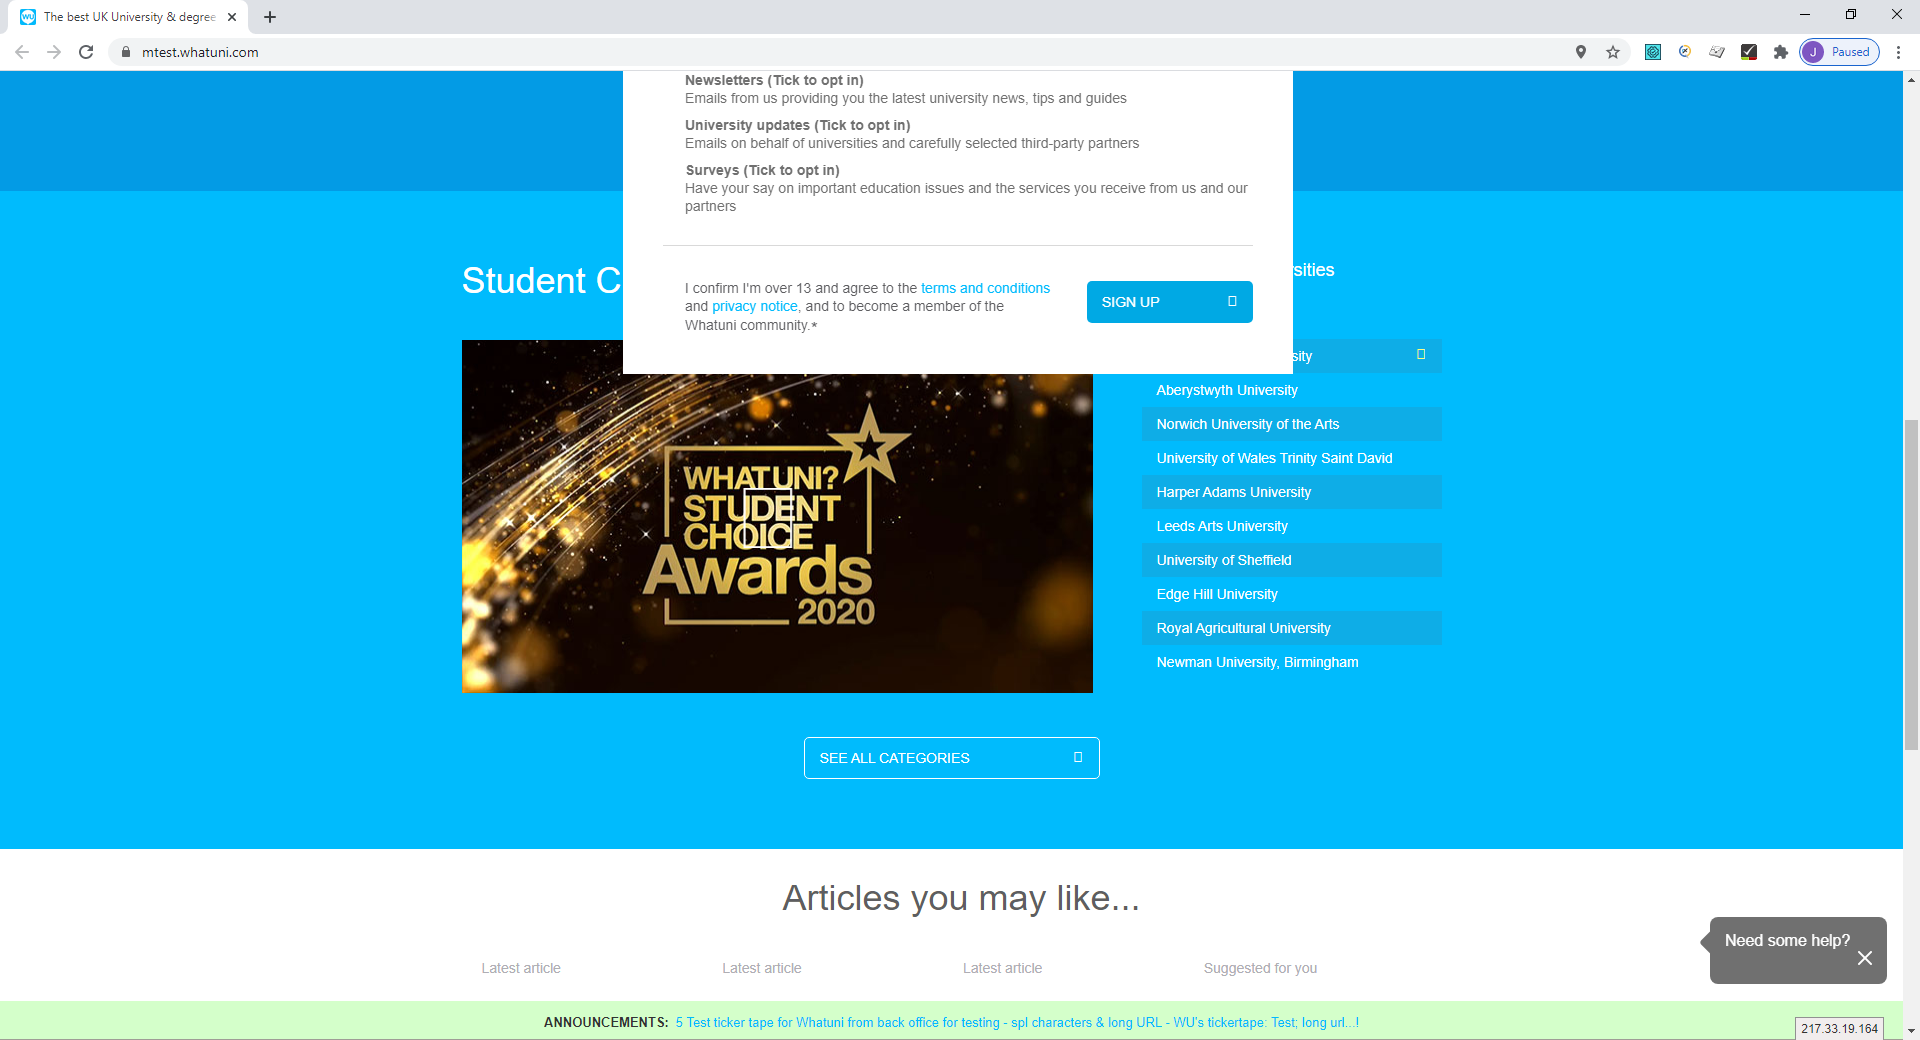 The best UK University & degree
mtest.whatuni.com
J Paused
Newsletters (Tick to opt in)
Emails from us providing you the latest university news, tips and guides
University updates (Tick to opt in)
Emails on behalf of universities and carefully selected third-party partners
Surveys (Tick to opt in)
Have your say on important education issues and the services you receive from us and our
partners
I confirm I'm over 13 and agree to the terms and conditions
and privacy notice, and to become a member of the
Whatuni community.*
SIGN UP
Student C
rsities
sity
Aberystwyth University
Norwich University of the Arts
University of Wales Trinity Saint David
Harper Adams University
Leeds Arts University
University of Sheffield
Edge Hill University
Royal Agricultural University
Newman University, Birmingham
WHATUNI?
STUDENT
CHOICE
Awards
2020
SEE ALL CATEGORIES
Articles you may like...
Latest article
Latest article
Latest article
Suggested for you
Need some help?
ANNOUNCEMENTS: 5 Test ticker tape for Whatuni from back office for testing - spl characters & long URL - WU's tickertape: Test; long url...!
217.33.19.164